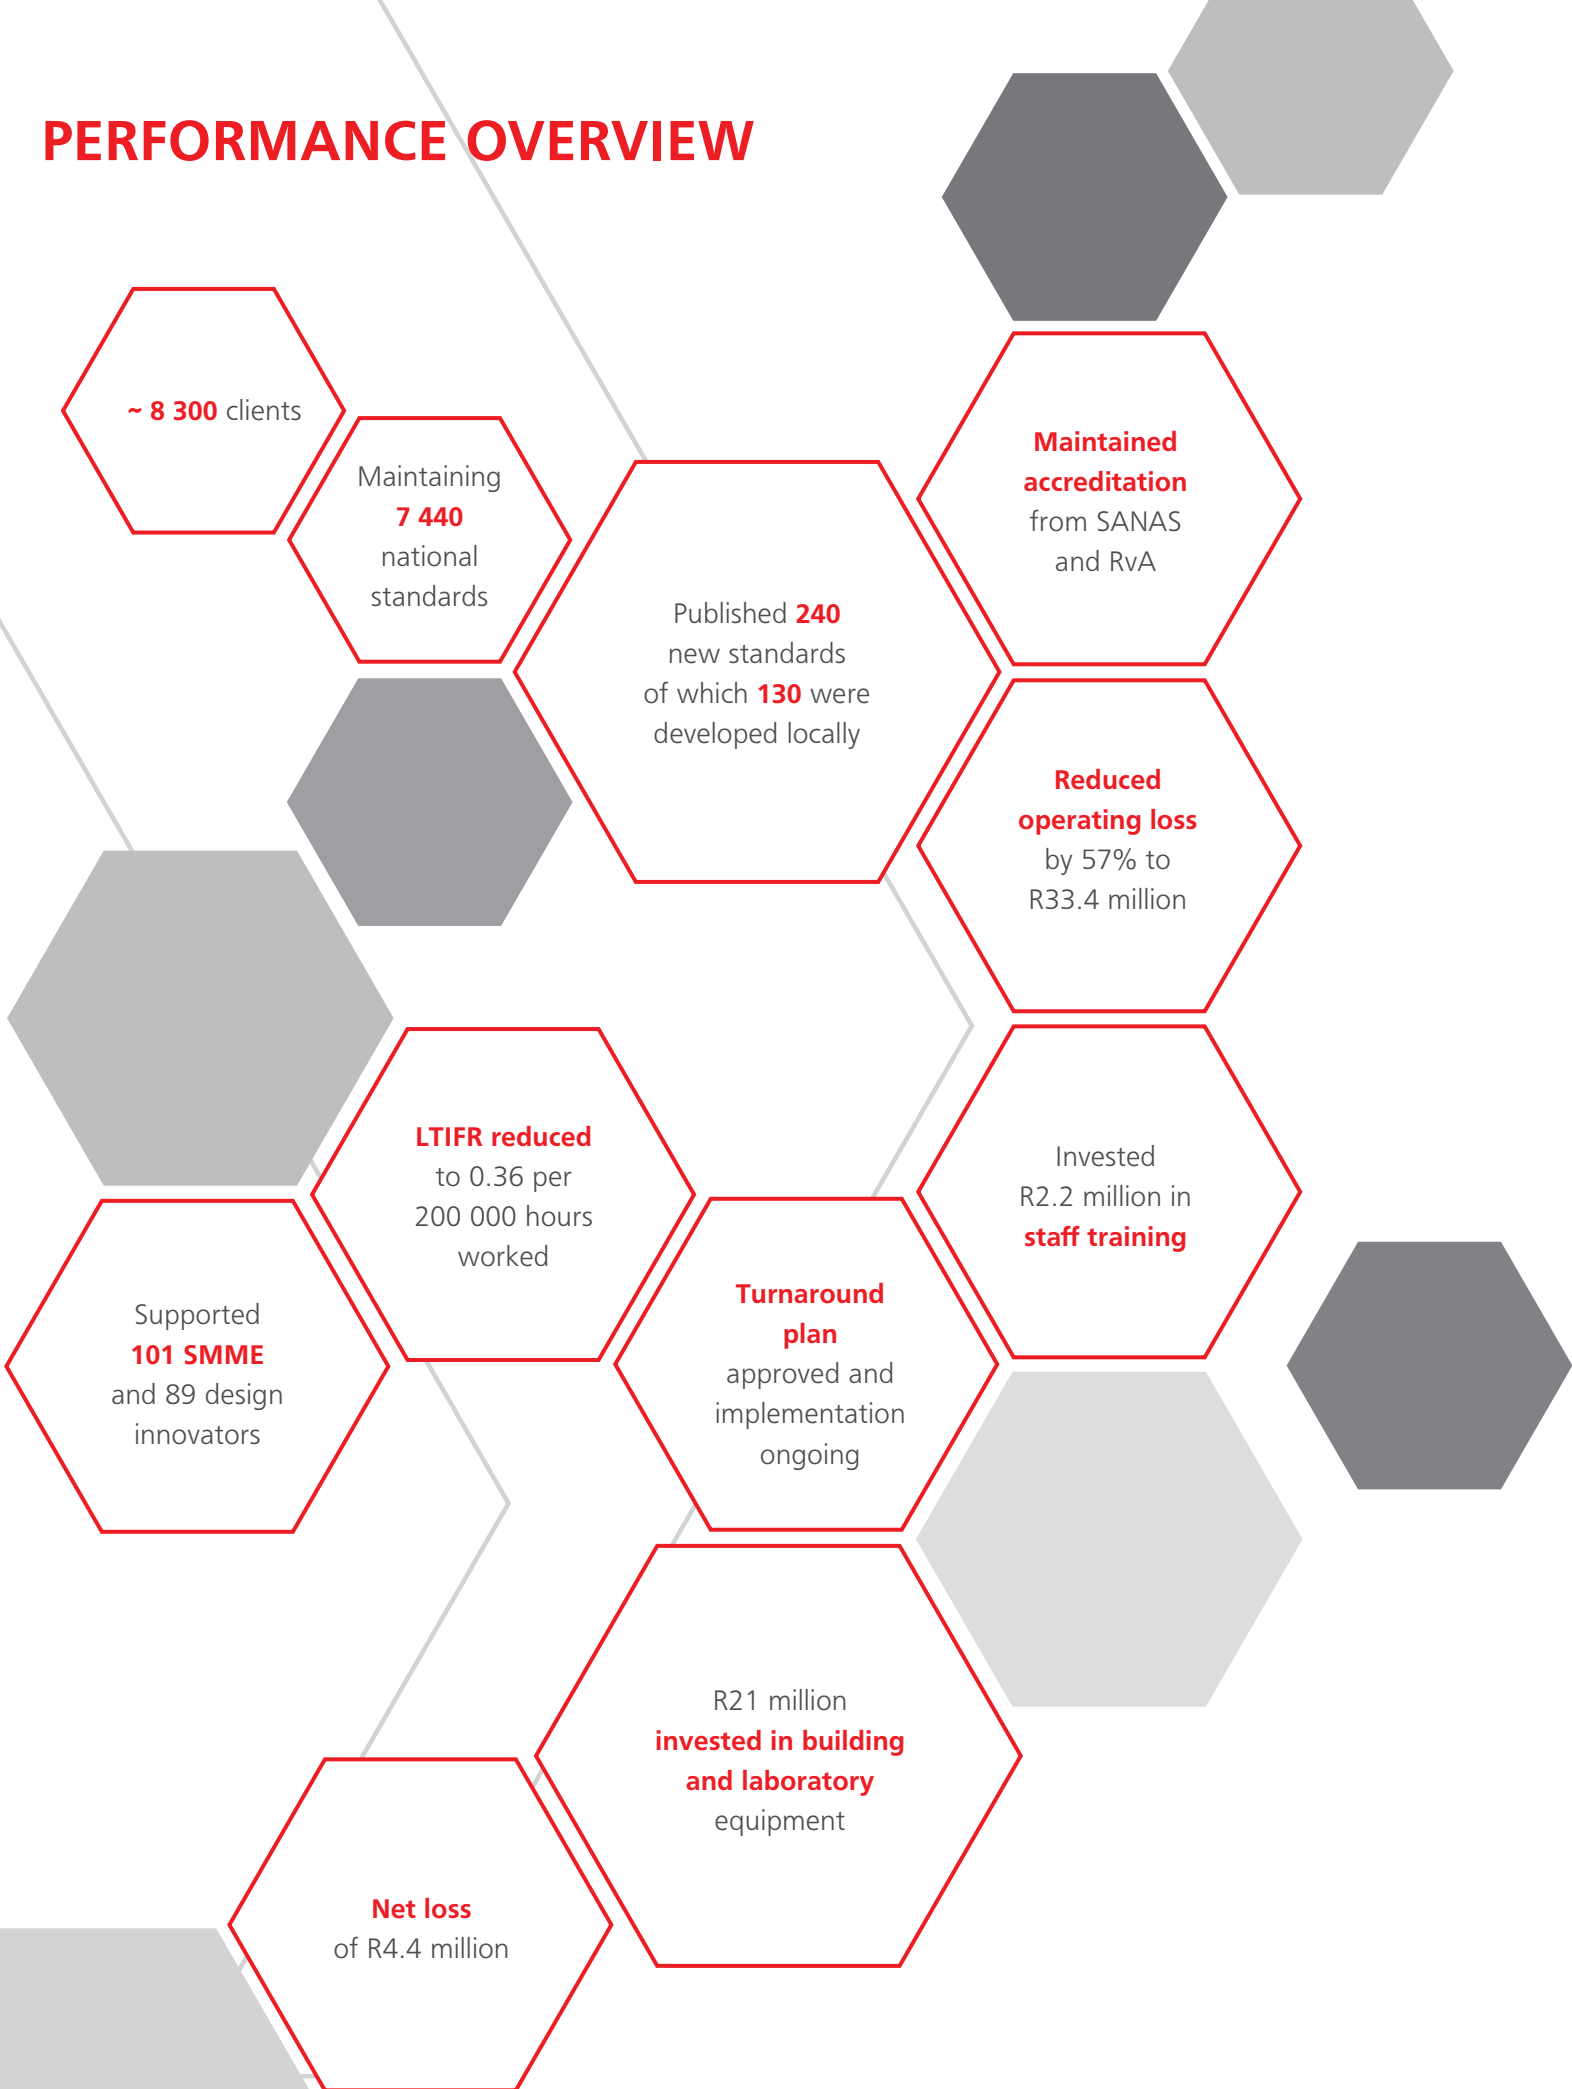 PERFORMANCE OVERVIEW
~ 8 300 clients
Maintaining
7 440
national
standards
Published 240
new standards
of which 130 were
developed locally
Maintained
accreditation
from SANAS
and RvA
Reduced
operating loss
by 57% to
R33.4 million
LTIFR reduced
to 0.36 per
200 000 hours
worked
Invested
R2.2 million in
staff training
Supported
101 SMME
and 89 design
innovators
Turnaround
plan
approved and
implementation
ongoing
R21 million
invested in building
and laboratory
equipment
Net loss
of R4.4 million